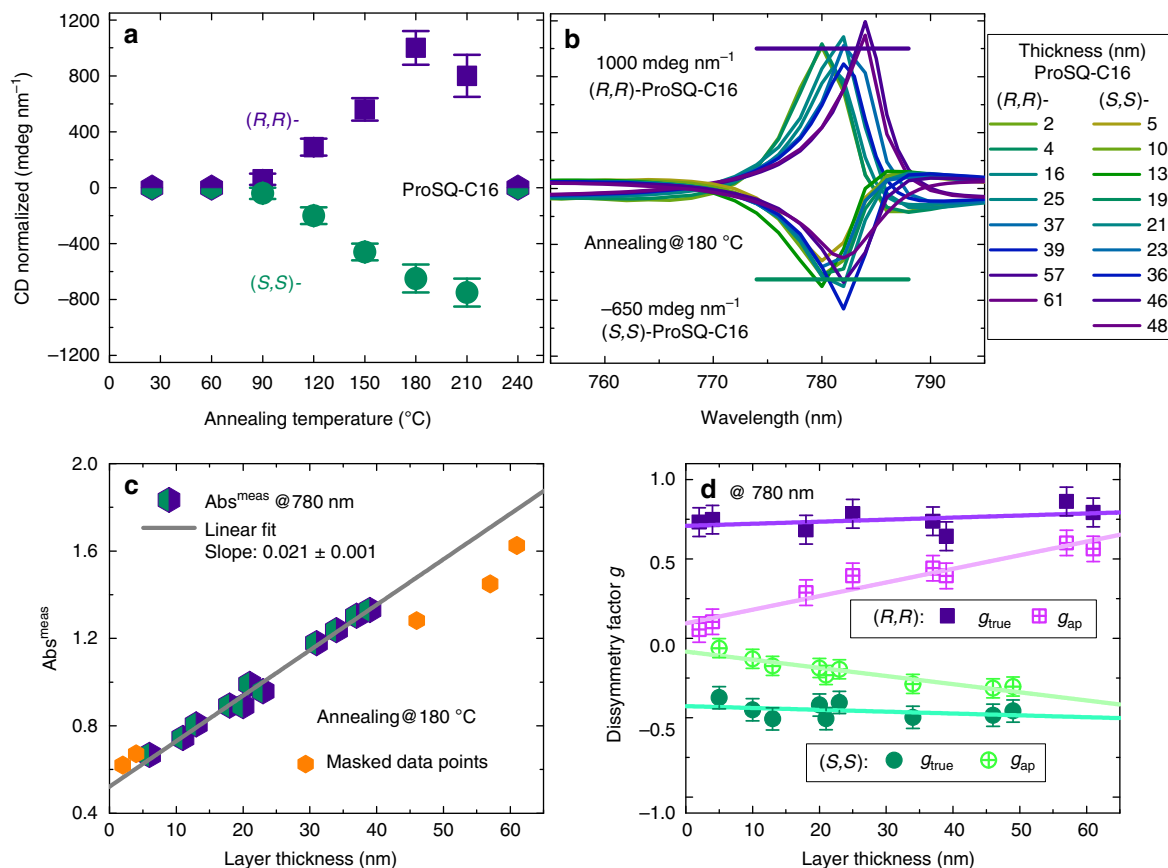 a
1200
800
400
0
−400
−800
−1200
CD normalized (mdeg nm⁻¹)
(R,R)-
ProSQ-C16
(S,S)-
0 30 60 90 120 150 180 210 240
Annealing temperature (°C)
b
1000 mdeg nm⁻¹
(R,R)-ProSQ-C16
Annealing@180 °C
−650 mdeg nm⁻¹
(S,S)-ProSQ-C16
760 770 780 790
Wavelength (nm)
Thickness (nm)
ProSQ-C16
(R,R)- (S,S)-
2 5
4 10
16 13
25 19
37 21
39 23
57 36
61 46
48
c
2.0
1.6
1.2
0.8
0.4
Absᵐᵉᵃˢ
Absᵐᵉᵃˢ @780 nm
Linear fit
Slope: 0.021 ± 0.001
Annealing@180 °C
Masked data points
0 10 20 30 40 50 60
Layer thickness (nm)
d
@ 780 nm
1.0
0.5
0.0
−0.5
−1.0
Dissymmetry factor g
(R,R): g_true g_ap
(S,S): g_true g_ap
0 10 20 30 40 50 60
Layer thickness (nm)